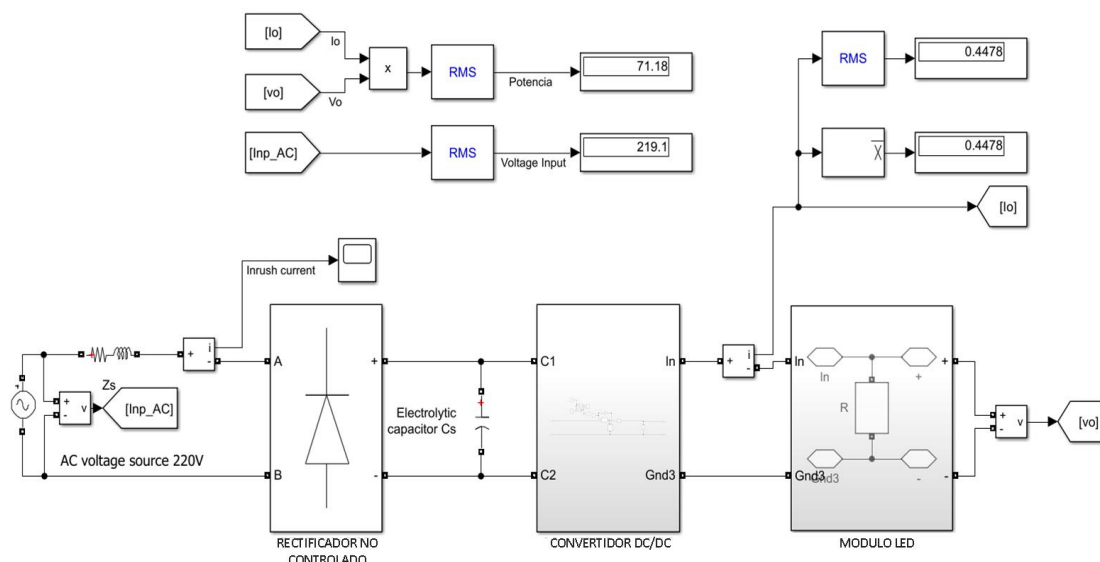 [Io]
Io
[vo]
Vo
x
RMS
Potencia
71.18
[Inp_AC]
RMS
Voltage Input
219.1
RMS
0.4478
X
0.4478
[Io]
Inrush current
+
-
i
Zs
+
-
v
[Inp_AC]
AC voltage source 220V
A
B
+
-
RECTIFICADOR NO
CONTROLADO
Electrolytic
capacitor Cs
+
C1
C2
In
Gnd3
CONVERTIDOR DC/DC
+
-
i
In
Gnd3
In
+
R
Gnd3
-
+
-
MODULO LED
+
-
v
[vo]